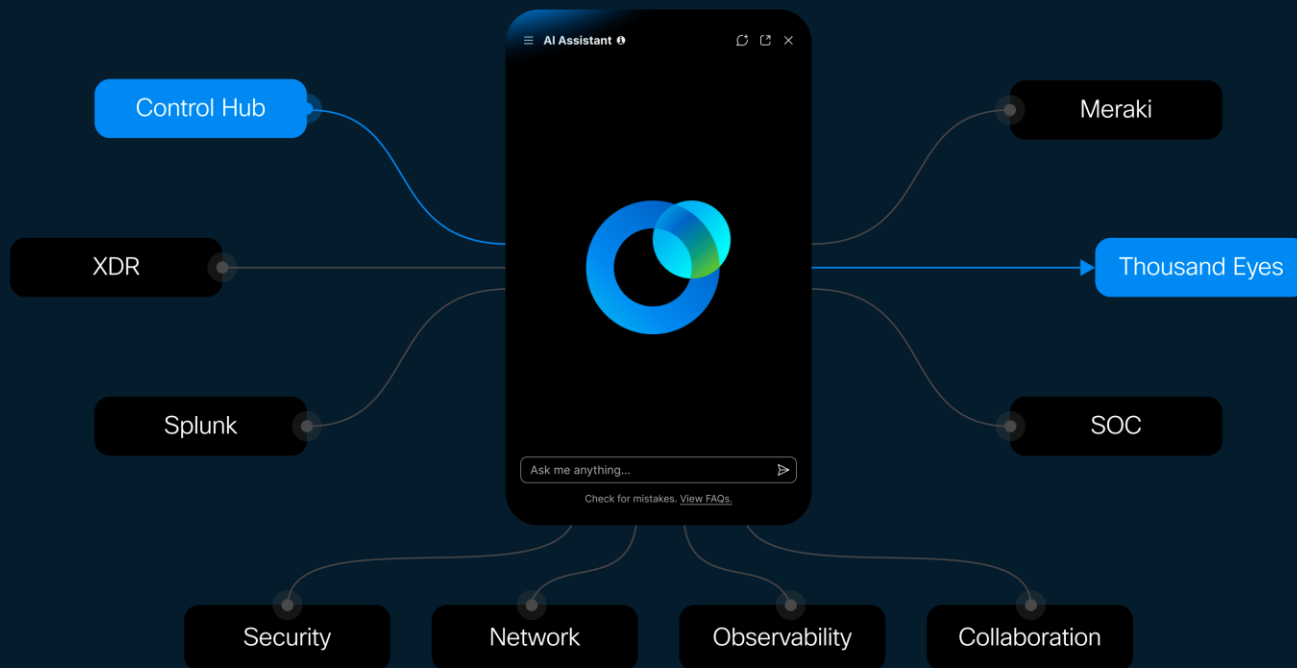 AI Assistant
Control Hub
Meraki
XDR
Thousand Eyes
Splunk
SOC
Ask me anything...
Check for mistakes. View FAQs.
Security
Network
Observability
Collaboration